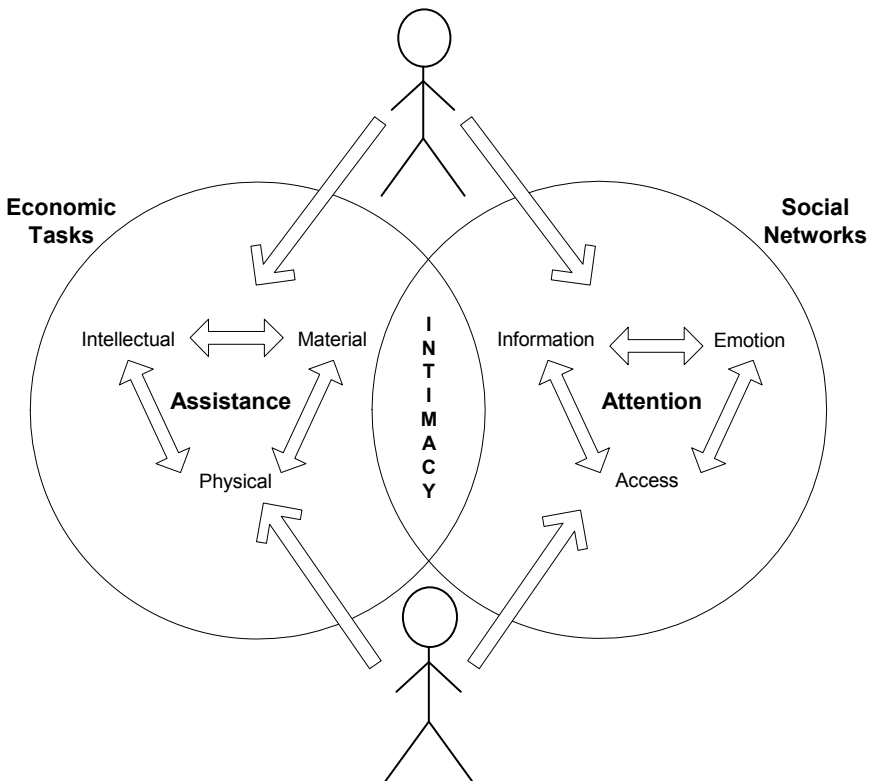 Economic
Tasks
Social
Networks
Intellectual
Material
Assistance
Physical
INTIMACY
Information
Emotion
Attention
Access